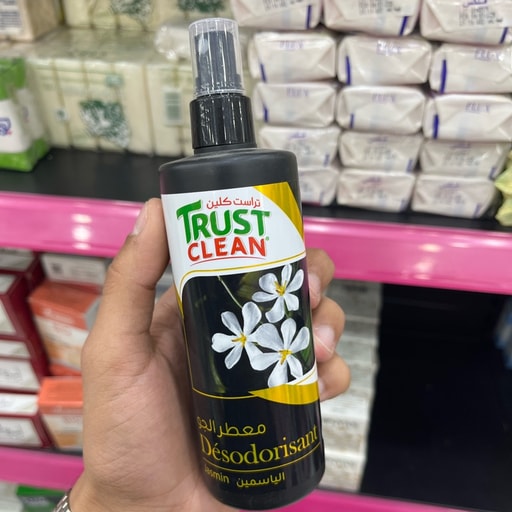 تراست كلين
TRUST
CLEAN
معطر الجو
Désodorisant
Jasmin الياسمين